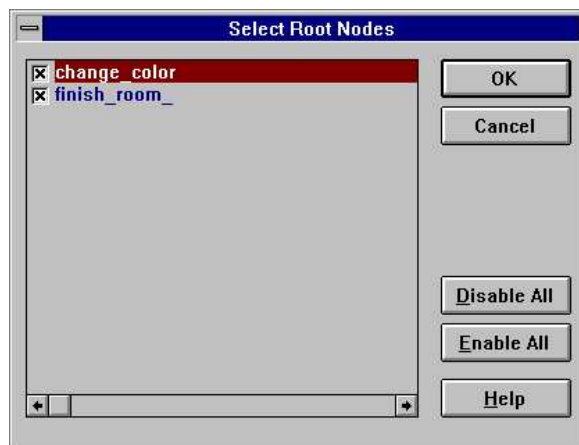 Select Root Nodes
change_color
finish_room_
OK
Cancel
Disable All
Enable All
Help